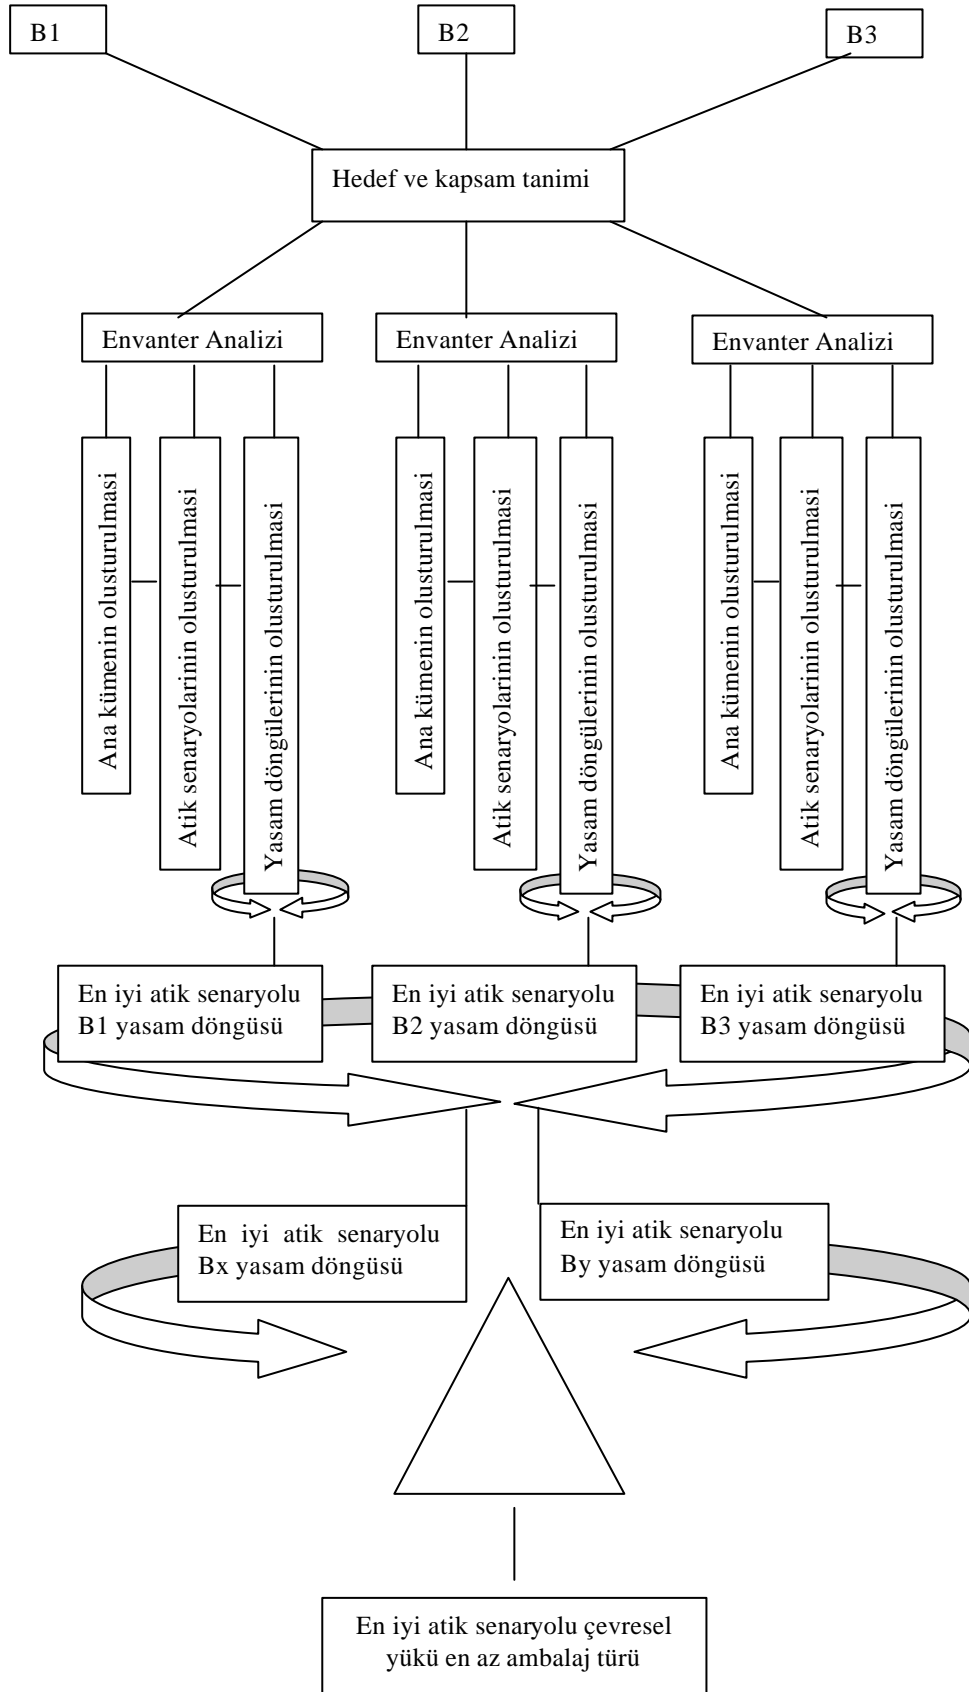 B1
B2
B3
Hedef ve kapsam tanimi
Envanter Analizi
Envanter Analizi
Envanter Analizi
Ana kümenin olusturulmasi
Atik senaryolarinin olusturulmasi
Yasam döngülerinin olusturulmasi
Ana kümenin olusturulmasi
Atik senaryolarinin olusturulmasi
Yasam döngülerinin olusturulmasi
Ana kümenin olusturulmasi
Atik senaryolarinin olusturulmasi
Yasam döngülerinin olusturulmasi
En iyi atik senaryolu
B1 yasam döngüsü
En iyi atik senaryolu
B2 yasam döngüsü
En iyi atik senaryolu
B3 yasam döngüsü
En iyi atik senaryolu
Bx yasam döngüsü
En iyi atik senaryolu
By yasam döngüsü
En iyi atik senaryolu çevresel
yükü en az ambalaj türü